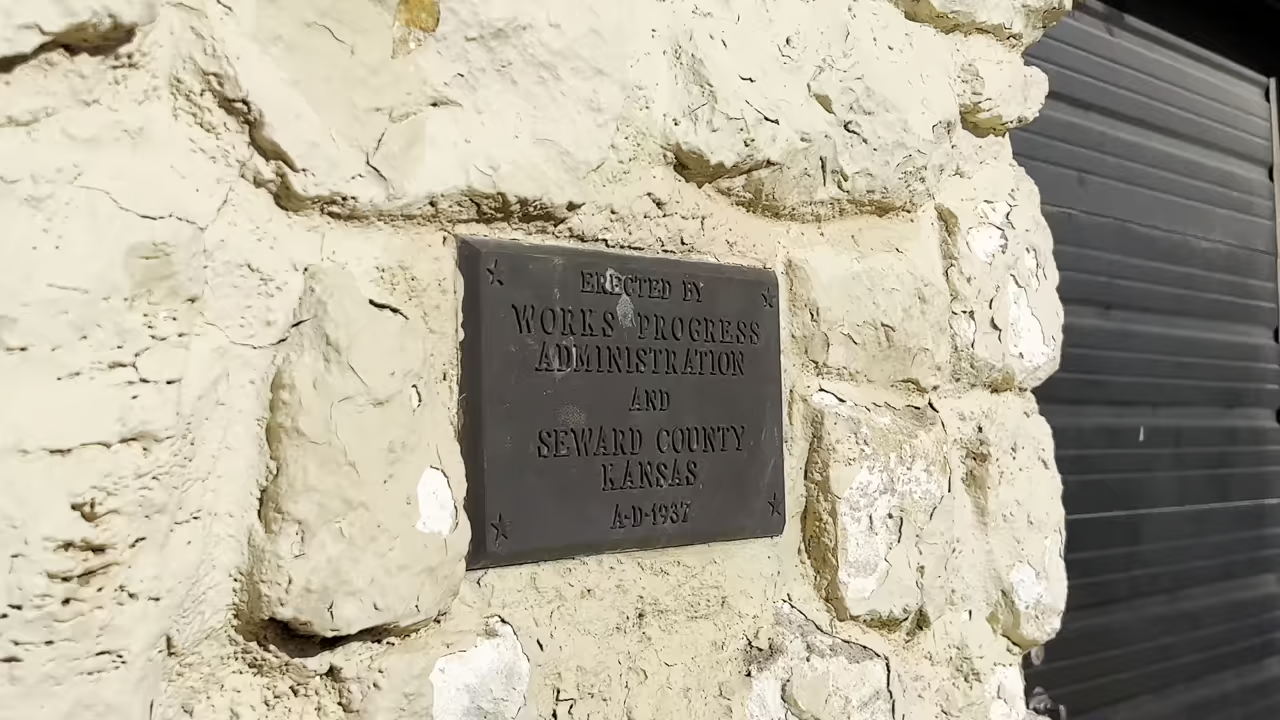 ERECTED BY
WORKS PROGRESS
ADMINISTRATION
AND
SEWARD COUNTY
KANSAS
A-D-1937